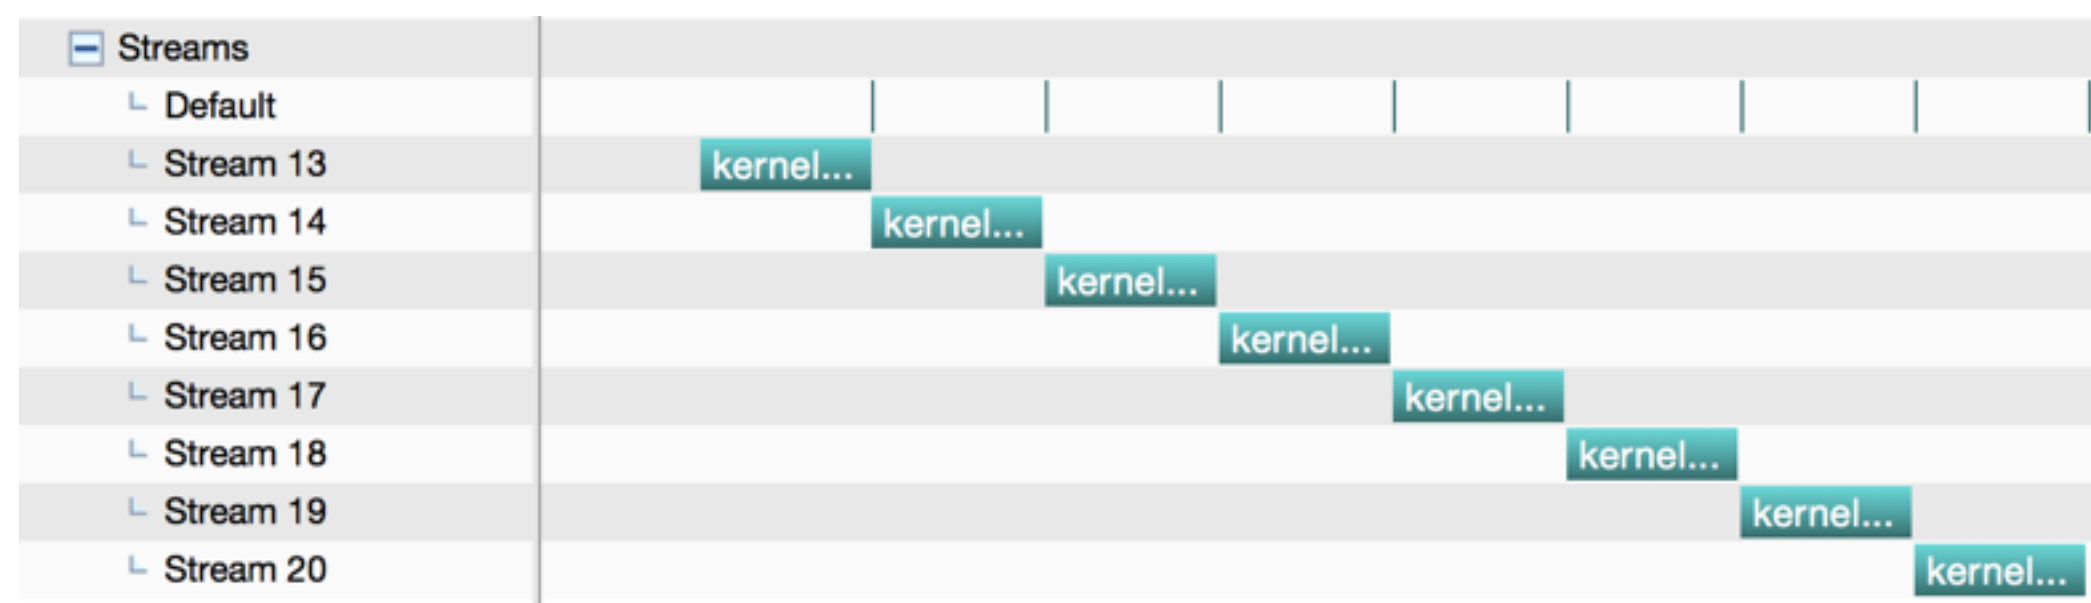 Streams
Default
Stream 13
kernel...
Stream 14
kernel...
Stream 15
kernel...
Stream 16
kernel...
Stream 17
kernel...
Stream 18
kernel...
Stream 19
kernel...
Stream 20
kernel...